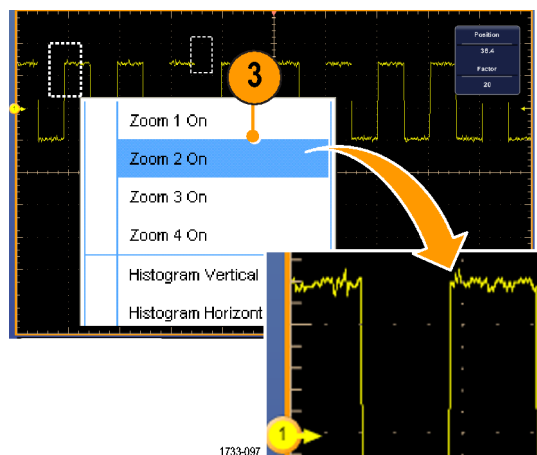 Position
36.4
Factor
20
3
Zoom 1 On
Zoom 2 On
Zoom 3 On
Zoom 4 On
Histogram Vertical
Histogram Horizont
1
1733-097